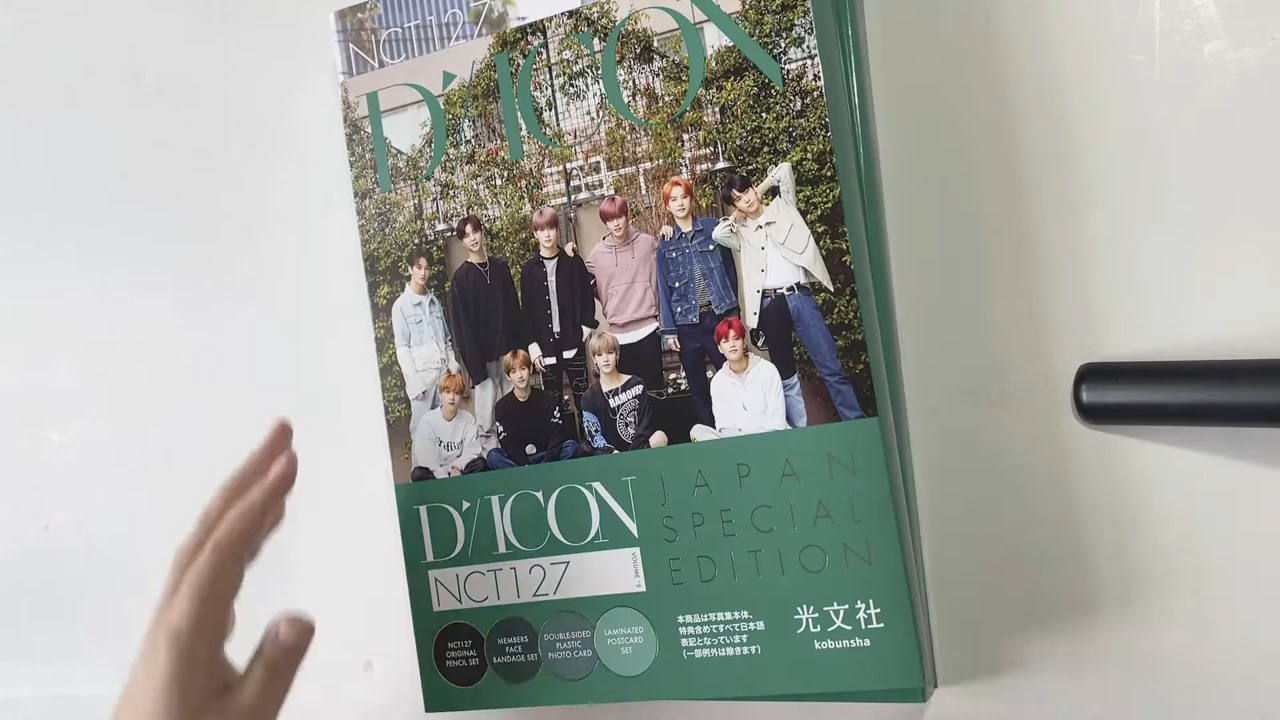 NCT127
D'/ICON
RAMONES
D'/ICON
NCT127
VOLUME °5
JAPAN
SPECIAL
EDITION
NCT127
ORIGINAL
PENCIL SET
MEMBERS
FACE
BANDAGE SET
DOUBLE-SIDED
PLASTIC
PHOTO CARD
LAMINATED
POSTCARD
SET
本商品は写真集本体、
特典含めてすべて日本語
表記となっています
(一部例外は除きます)
光文社
kobunsha